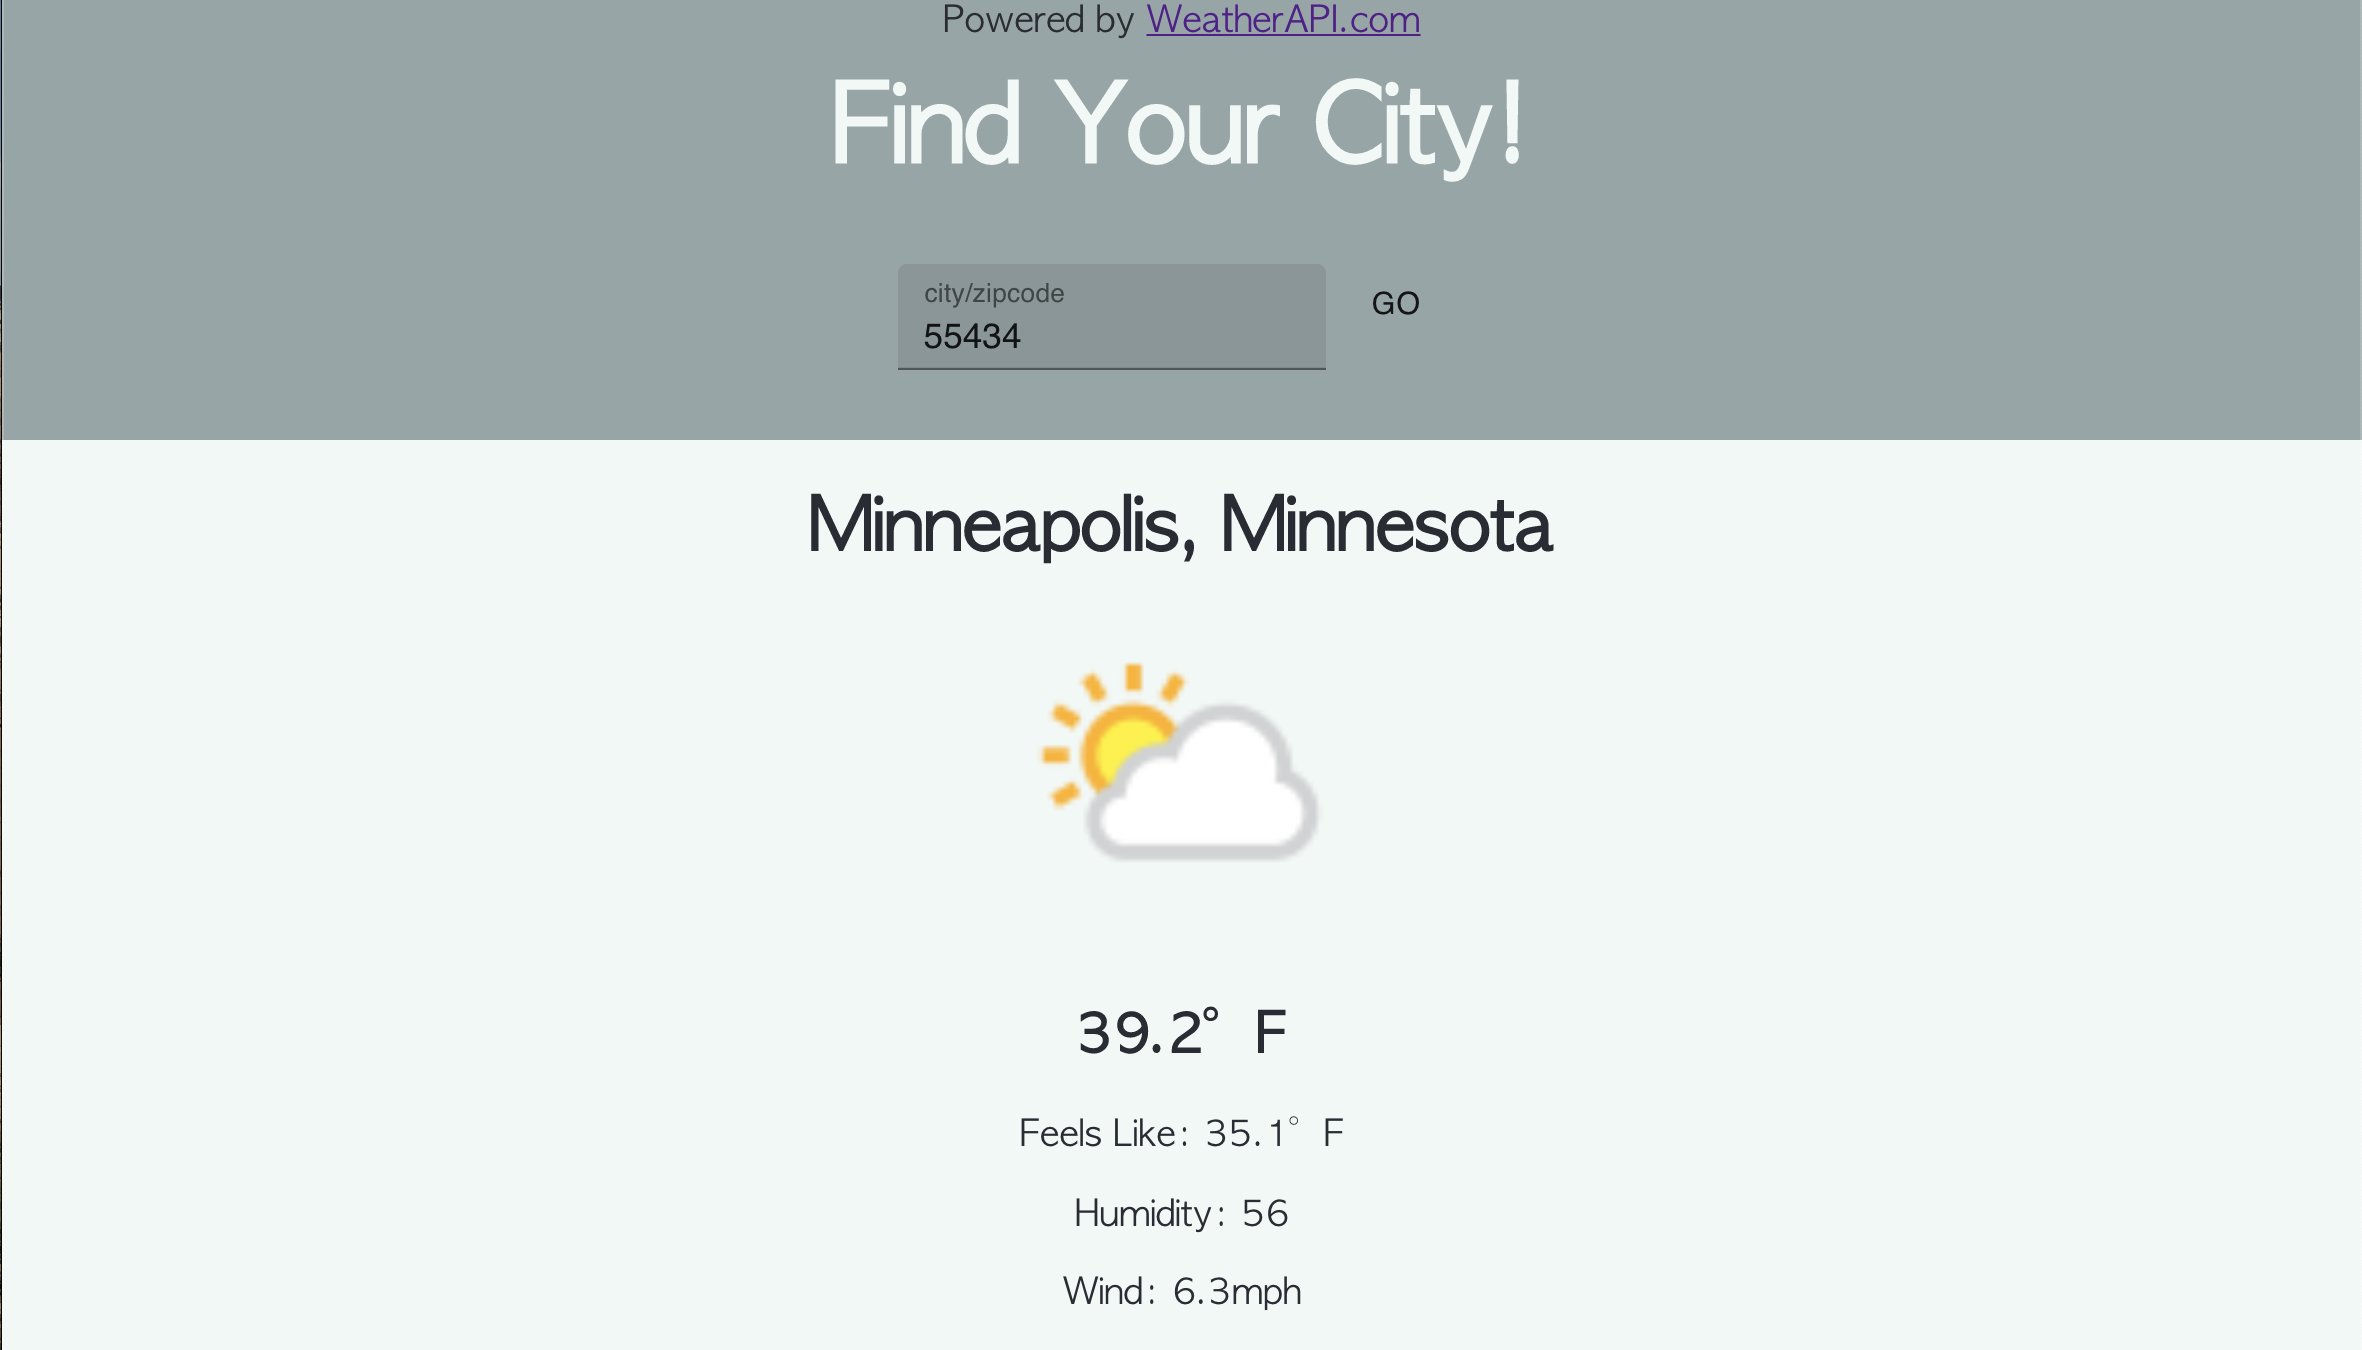 Powered by WeatherAPI.com
Find Your City!
city/zipcode
55434
GO
Minneapolis, Minnesota
39.2° F
Feels Like: 35.1° F
Humidity: 56
Wind: 6.3mph